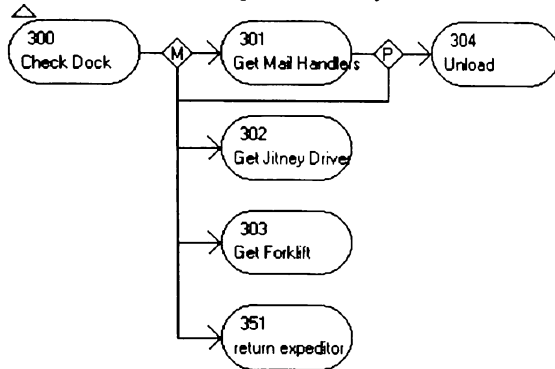 300
Check Dock
M
301
Get Mail Handlers
P
304
Unload
302
Get Jitney Driver
303
Get Forklift
351
return expeditor